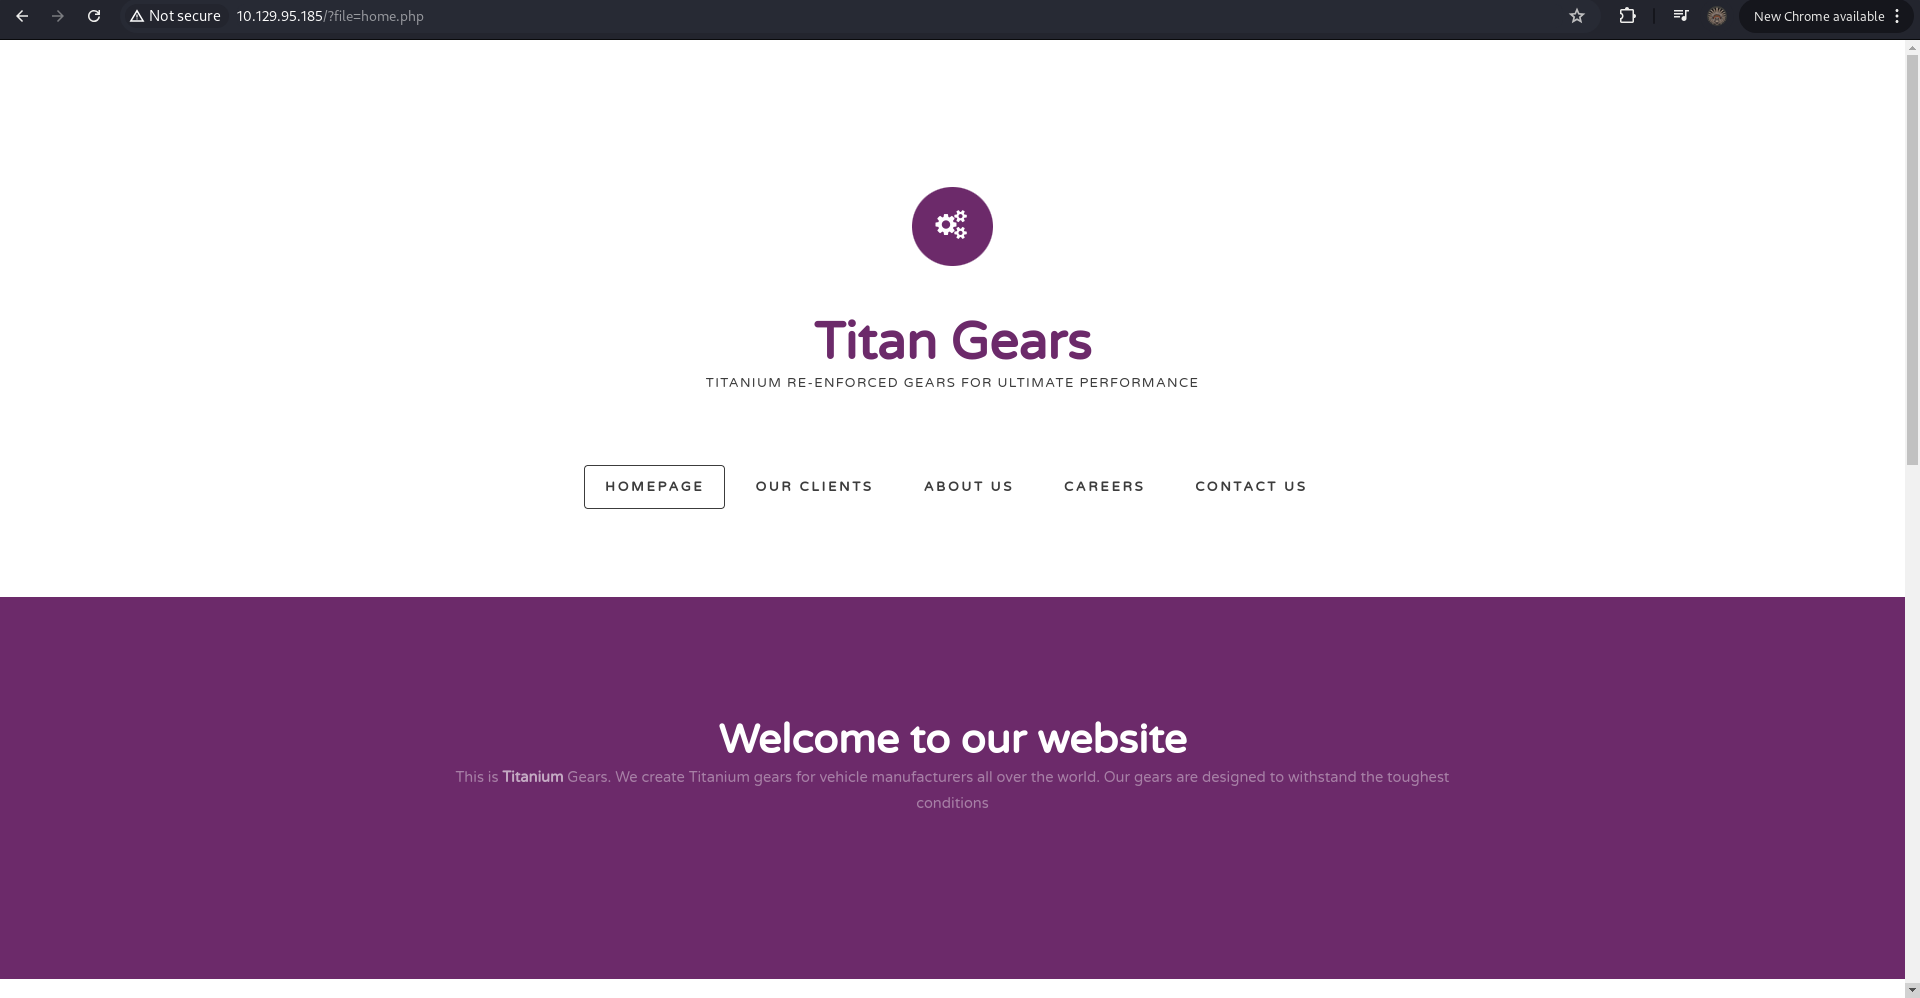 Not secure 10.129.95.185/?file=home.php New Chrome available
Titan Gears
TITANIUM RE-ENFORCED GEARS FOR ULTIMATE PERFORMANCE
HOMEPAGE OUR CLIENTS ABOUT US CAREERS CONTACT US
Welcome to our website
This is Titanium Gears. We create Titanium gears for vehicle manufacturers all over the world. Our gears are designed to withstand the toughest
conditions